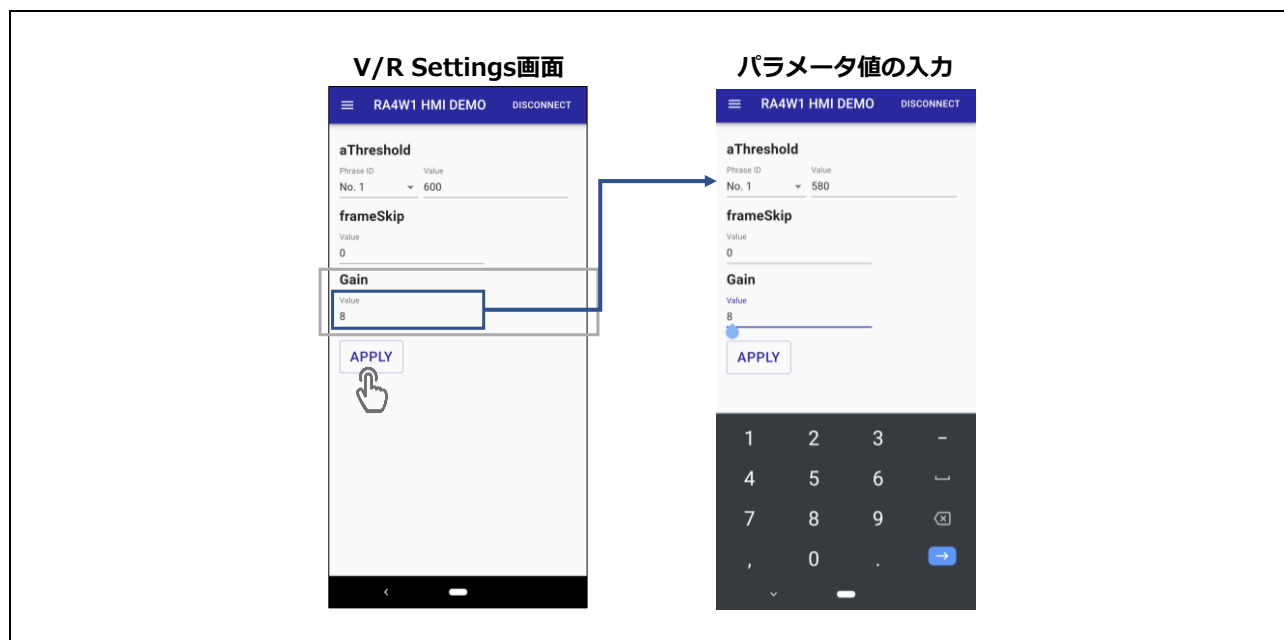 V/R Settings画面
RA4W1 HMI DEMO DISCONNECT
aThreshold
Phrase ID Value
No. 1 600
frameSkip
Value
0
Gain
Value
8
APPLY
パラメータ値の入力
RA4W1 HMI DEMO DISCONNECT
aThreshold
Phrase ID Value
No. 1 580
frameSkip
Value
0
Gain
Value
8
APPLY
1 2 3 -
4 5 6
7 8 9
, 0 .